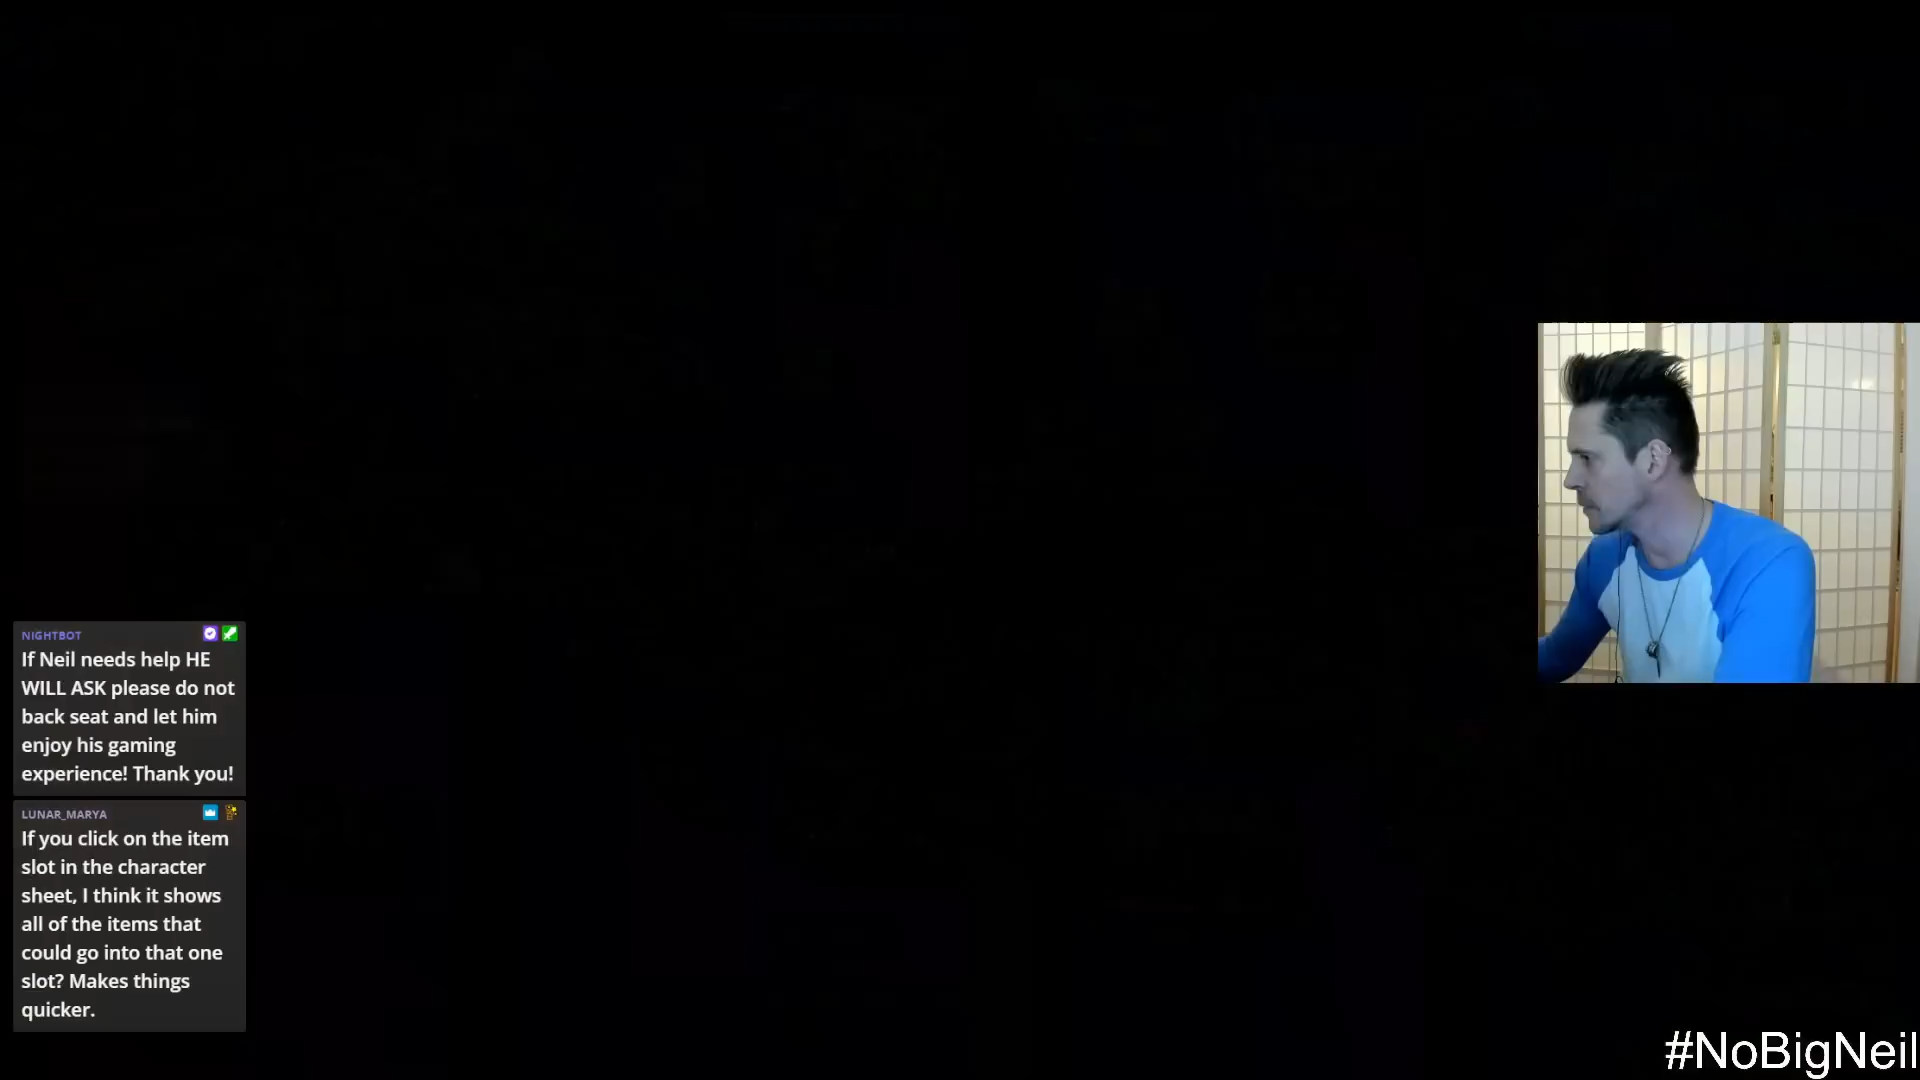 NIGHTBOT
If Neil needs help HE
WILL ASK please do not
back seat and let him
enjoy his gaming
experience! Thank you!
LUNAR_MARYA
If you click on the item
slot in the character
sheet, I think it shows
all of the items that
could go into that one
slot? Makes things
quicker.
#NoBigNeil